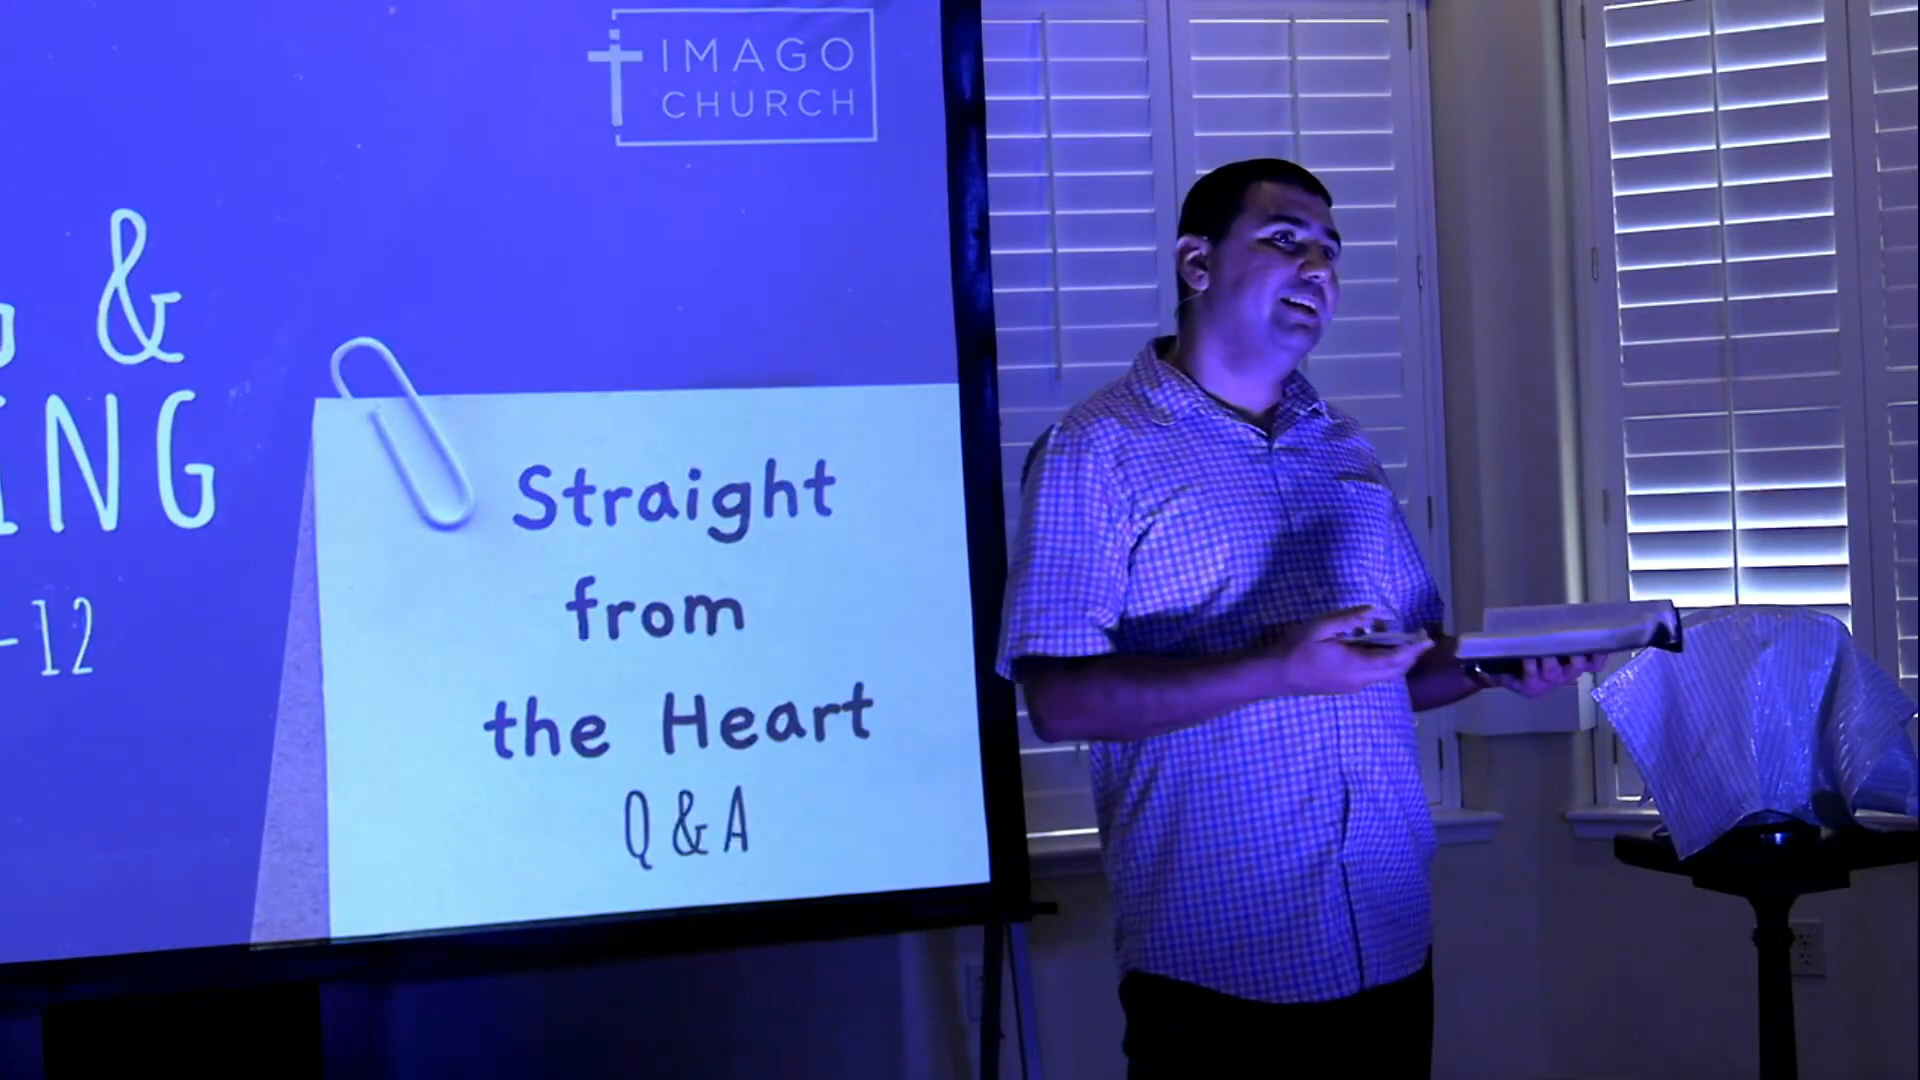 IMAGO
CHURCH
&
ING
-12
Straight
from
the Heart
Q & A